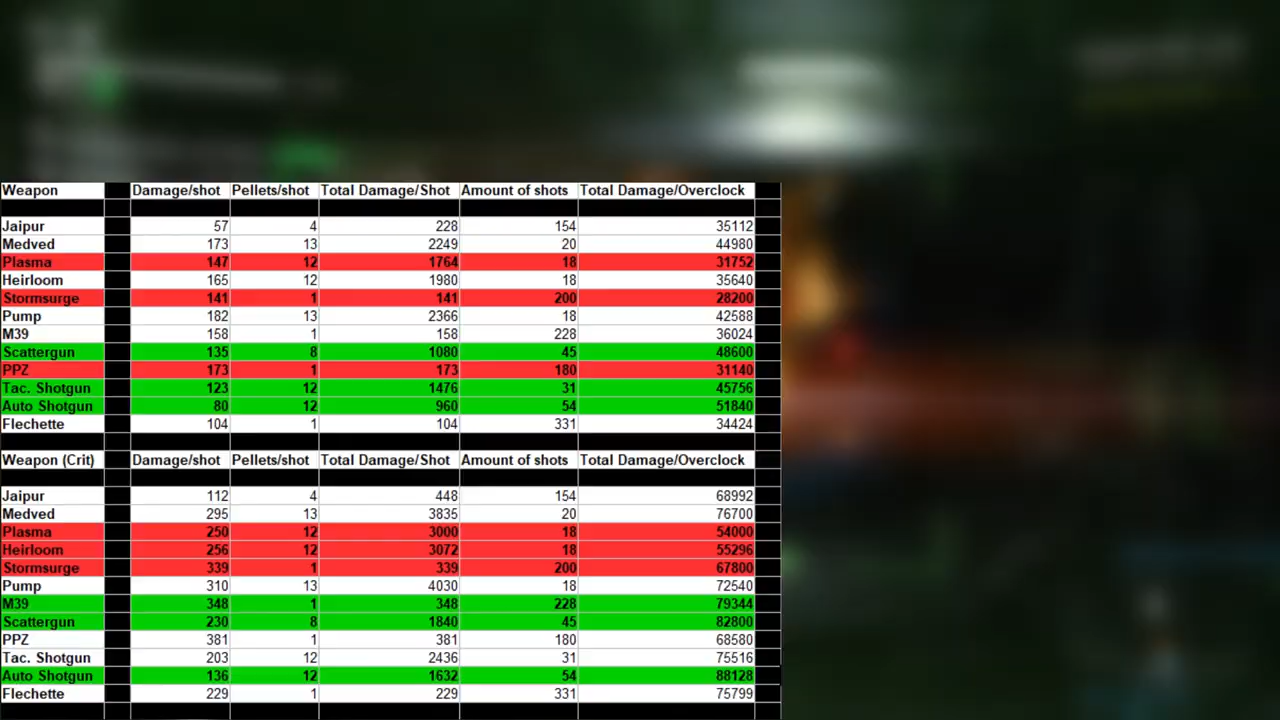 Weapon Damage/shot Pellets/shot Total Damage/Shot Amount of shots Total Damage/Overclock
Jaipur 57 4 228 154 35112
Medved 173 13 2249 20 44980
Plasma 147 12 1764 18 31752
Heirloom 165 12 1980 18 35640
Stormsurge 141 1 141 200 28200
Pump 182 13 2366 18 42588
M39 158 1 158 228 36024
Scattergun 135 8 1080 45 48600
PPZ 173 1 173 180 31140
Tac. Shotgun 123 12 1476 31 45756
Auto Shotgun 80 12 960 54 51840
Flechette 104 1 104 331 34424
Weapon (Crit) Damage/shot Pellets/shot Total Damage/Shot Amount of shots Total Damage/Overclock
Jaipur 112 4 448 154 68992
Medved 295 13 3835 20 76700
Plasma 250 12 3000 18 54000
Heirloom 256 12 3072 18 55296
Stormsurge 339 1 339 200 67800
Pump 310 13 4030 18 72540
M39 348 1 348 228 79344
Scattergun 230 8 1840 45 82800
PPZ 381 1 381 180 68580
Tac. Shotgun 203 12 2436 31 75516
Auto Shotgun 136 12 1632 54 88128
Flechette 229 1 229 331 75799